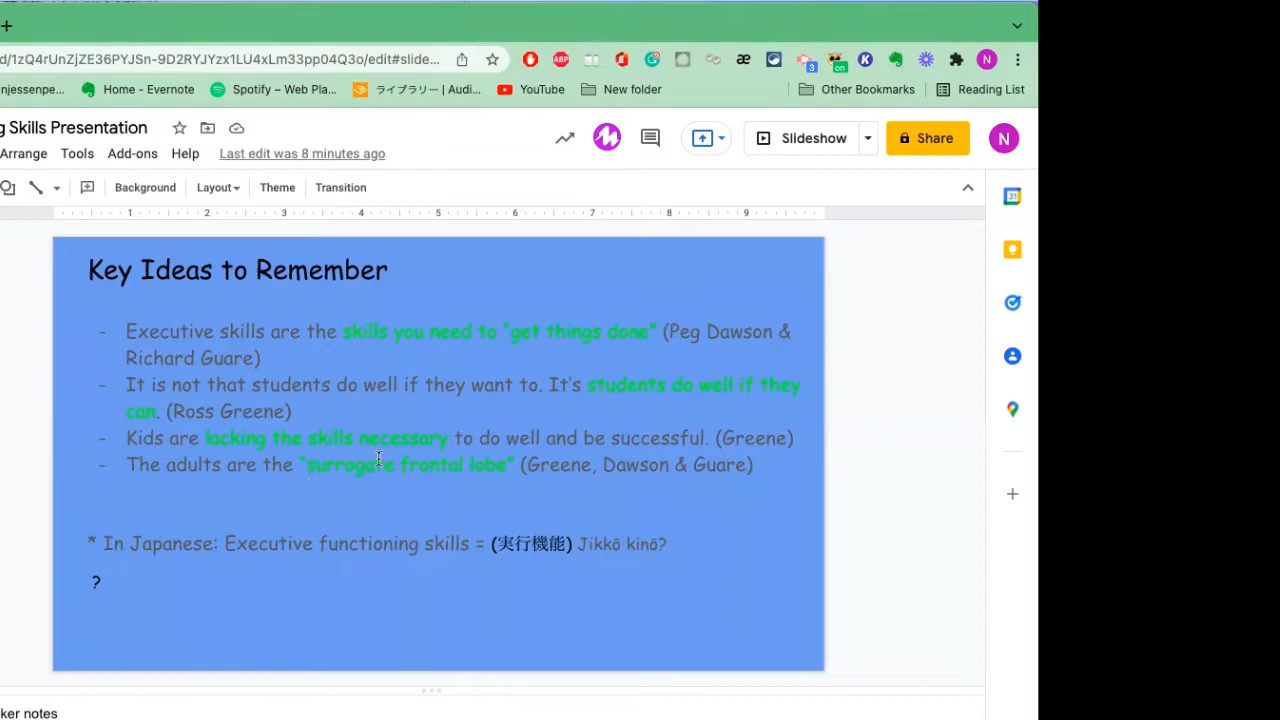 +
d/1zQ4rUnZjZE36PYJSn-9D2RYJYzx1LU4xLm33pp04Q3o/edit#slide...
ABP
æ
3
on
K
N
njessenpe...
Home - Evernote
Spotify – Web Pla...
ライブラリー | Audi...
YouTube
New folder
Other Bookmarks
Reading List
g Skills Presentation
Slideshow
Share
N
Arrange
Tools
Add-ons
Help
Last edit was 8 minutes ago
Background
Layout
Theme
Transition
1 2 3 4 5 6 7 8 9
31
Key Ideas to Remember
- Executive skills are the skills you need to "get things done" (Peg Dawson &
Richard Guare)
- It is not that students do well if they want to. It's students do well if they
can. (Ross Greene)
- Kids are lacking the skills necessary to do well and be successful. (Greene)
- The adults are the "surrogate frontal lobe" (Greene, Dawson & Guare)
* In Japanese: Executive functioning skills = (実行機能) Jikkō kinō?
?
ker notes